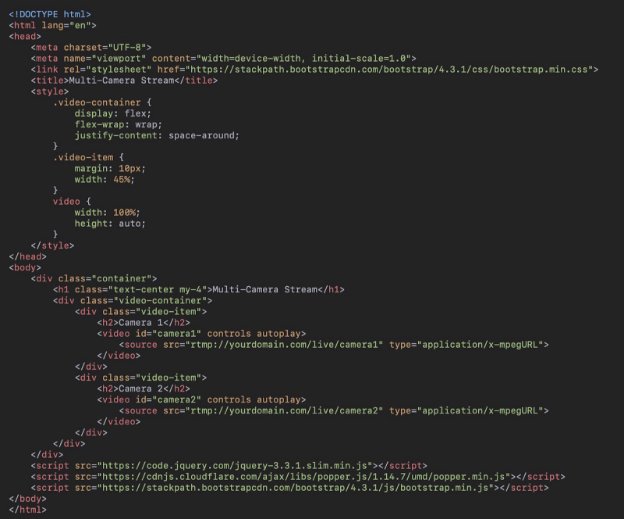 <!DOCTYPE html>
<html lang="en">
<head>
    <meta charset="UTF-8">
    <meta name="viewport" content="width=device-width, initial-scale=1.0">
    <link rel="stylesheet" href="https://stackpath.bootstrapcdn.com/bootstrap/4.3.1/css/bootstrap.min.css">
    <title>Multi-Camera Stream</title>
    <style>
        .video-container {
            display: flex;
            flex-wrap: wrap;
            justify-content: space-around;
        }
        .video-item {
            margin: 10px;
            width: 45%;
        }
        video {
            width: 100%;
            height: auto;
        }
    </style>
</head>
<body>
    <div class="container">
        <h1 class="text-center my-4">Multi-Camera Stream</h1>
        <div class="video-container">
            <div class="video-item">
                <h2>Camera 1</h2>
                <video id="camera1" controls autoplay>
                    <source src="rtmp://yourdomain.com/live/camera1" type="application/x-mpegURL">
                </video>
            </div>
            <div class="video-item">
                <h2>Camera 2</h2>
                <video id="camera2" controls autoplay>
                    <source src="rtmp://yourdomain.com/live/camera2" type="application/x-mpegURL">
                </video>
            </div>
        </div>
    </div>
    <script src="https://code.jquery.com/jquery-3.3.1.slim.min.js"></script>
    <script src="https://cdnjs.cloudflare.com/ajax/libs/popper.js/1.14.7/umd/popper.min.js"></script>
    <script src="https://stackpath.bootstrapcdn.com/bootstrap/4.3.1/js/bootstrap.min.js"></script>
</body>
</html>